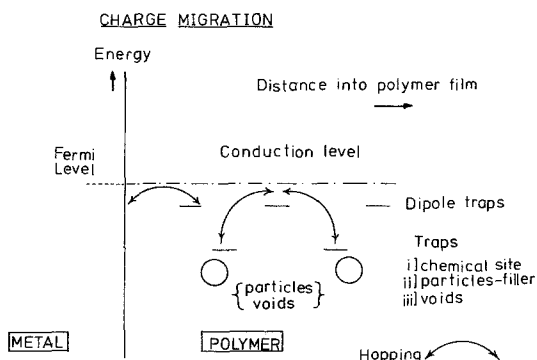 CHARGE MIGRATION
Energy
Distance into polymer film
Fermi
Level
Conduction level
Dipole traps
Traps
i] chemical site
ii] particles-filler
iii] voids
{particles
voids}
METAL
POLYMER
Hopping